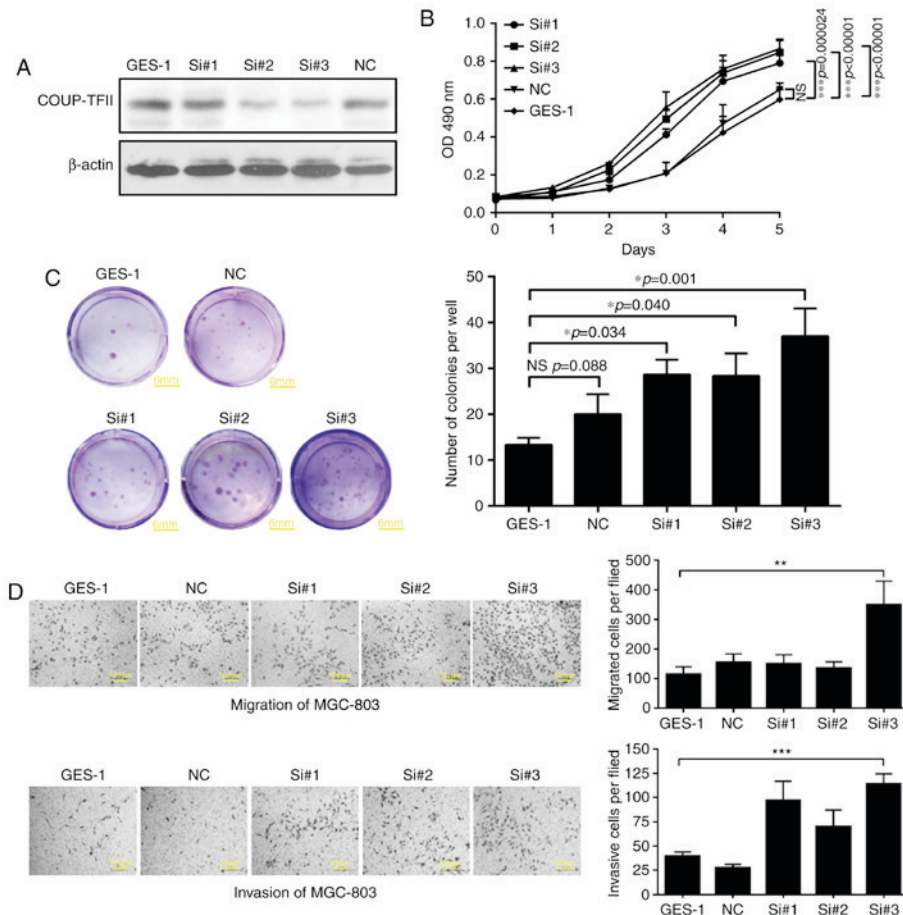 A
GES-1 Si#1 Si#2 Si#3 NC
COUP-TFII
β-actin
B
Si#1
Si#2
Si#3
NC
GES-1
OD 490 nm
1.0
0.8
0.6
0.4
0.2
0.0
0 1 2 3 4 5
Days
NS
***p=0.000024
***p<0.00001
***p<0.00001
C
GES-1 NC
6mm 6mm
Si#1 Si#2 Si#3
6mm 6mm 6mm
Number of colonies per well
50
40
30
20
10
0
*p=0.001
*p=0.040
*p=0.034
NS p=0.088
GES-1 NC Si#1 Si#2 Si#3
D
GES-1 NC Si#1 Si#2 Si#3
Migration of MGC-803
Migrated cells per flied
500
400
300
200
100
0
**
GES-1 NC Si#1 Si#2 Si#3
GES-1 NC Si#1 Si#2 Si#3
Invasion of MGC-803
Invasive cells per flied
150
125
100
75
50
25
0
***
GES-1 NC Si#1 Si#2 Si#3